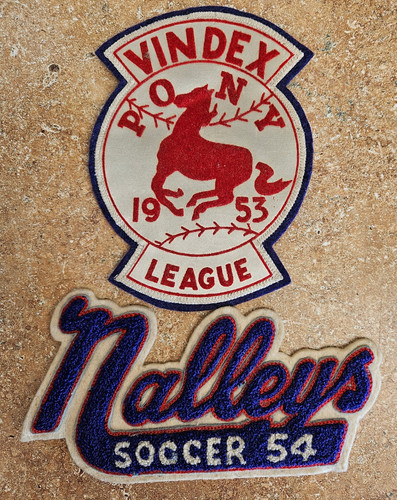 VINDEX
PONY
19 53
LEAGUE
Nalleys
SOCCER 54